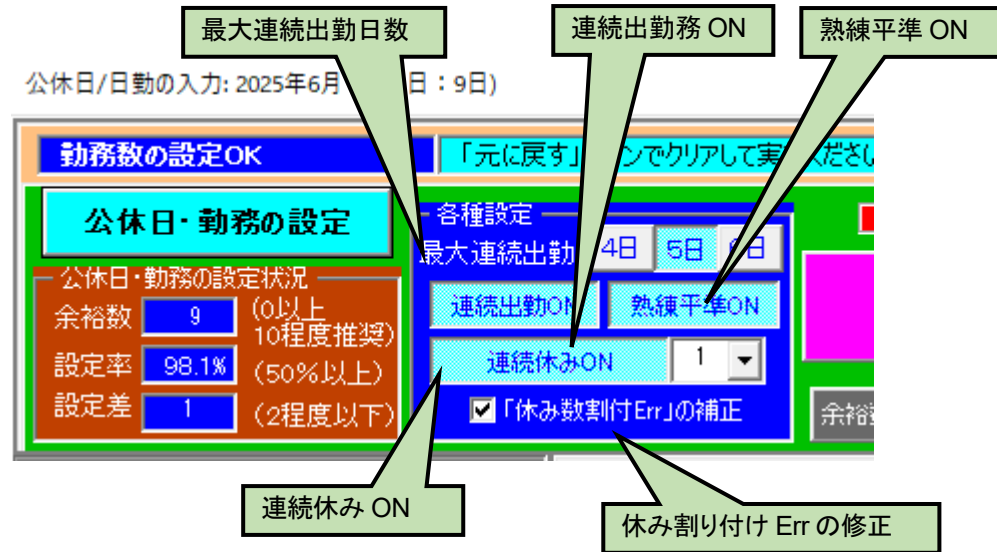 最大連続出勤日数
連続出勤務 ON
熟練平準 ON
公休日/日勤の入力: 2025年6月
日：9日)
勤務数の設定OK
「元に戻す」
ンでクリアして実
ください
公休日・勤務の設定
各種設定
最大連続出勤
4日
5日
日
公休日・勤務の設定状況
余裕数 9 (0以上
10程度推奨)
設定率 98.1% (50%以上)
設定差 1 (2程度以下)
連続出勤ON
熟練平準ON
連続休みON
1
「休み数割付Err」の補正
余裕
連続休み ON
休み割り付け Err の修正